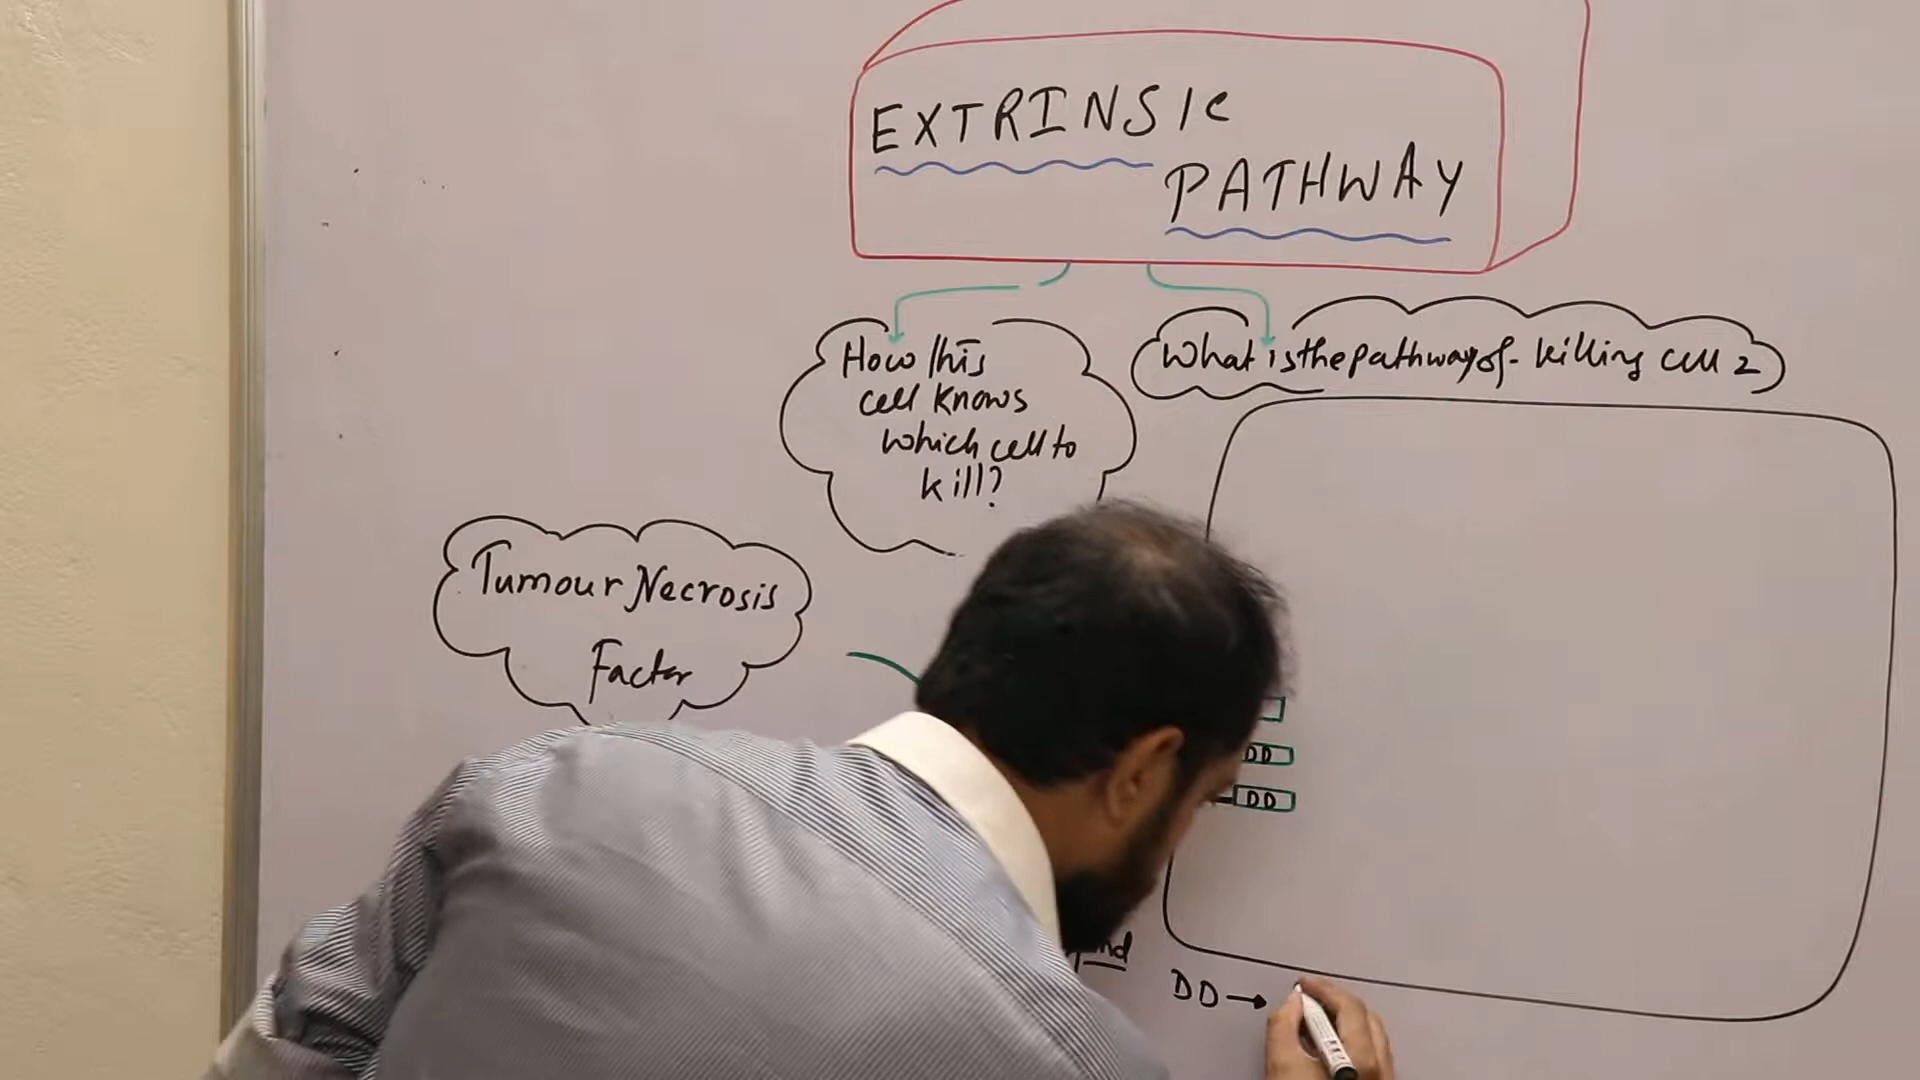 EXTRINSIC
PATHWAY
How this
cell knows
which cell to
kill?
What is the pathway of killing cell 2
Tumour Necrosis
Factor
DD
DD
DD →